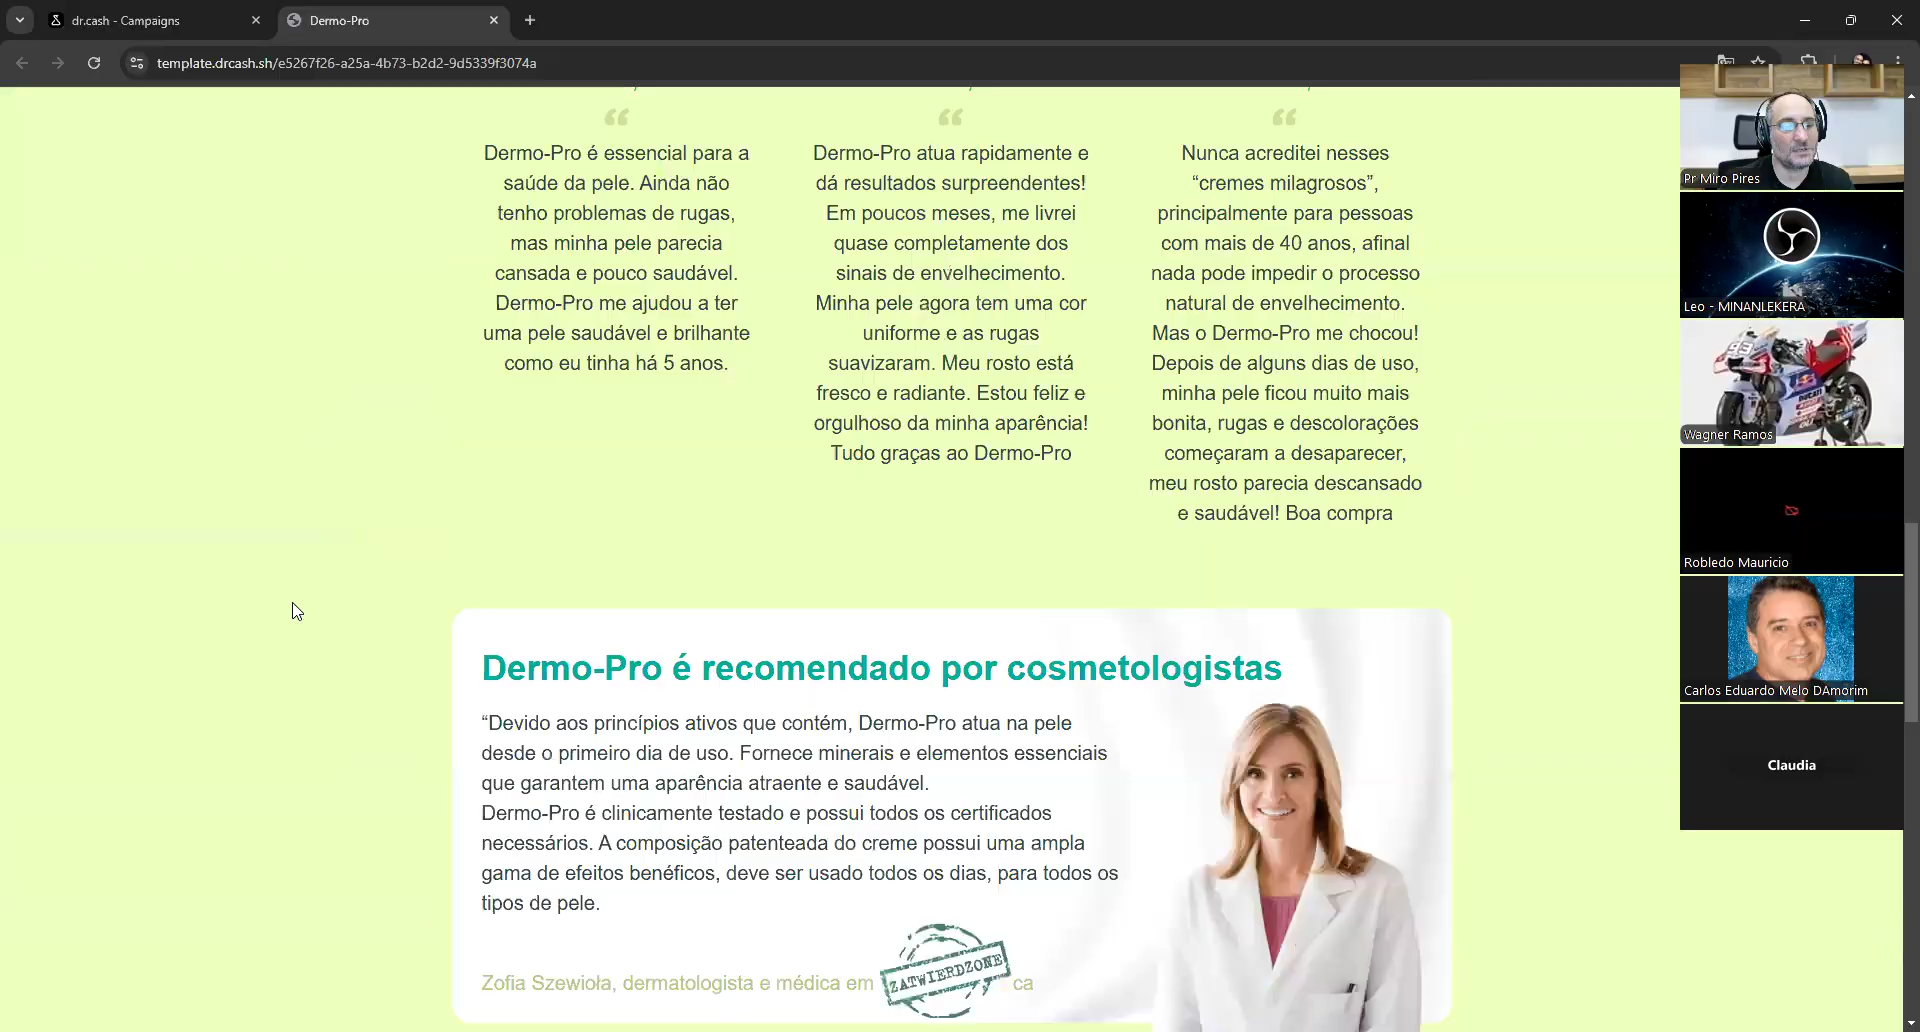 dr.cash - Campaigns
Dermo-Pro
template.drcash.sh/e5267f26-a25a-4b73-b2d2-9d5339f3074a
“
Dermo-Pro é essencial para a
saúde da pele. Ainda não
tenho problemas de rugas,
mas minha pele parecia
cansada e pouco saudável.
Dermo-Pro me ajudou a ter
uma pele saudável e brilhante
como eu tinha há 5 anos.
“
Dermo-Pro atua rapidamente e
dá resultados surpreendentes!
Em poucos meses, me livrei
quase completamente dos
sinais de envelhecimento.
Minha pele agora tem uma cor
uniforme e as rugas
suavizaram. Meu rosto está
fresco e radiante. Estou feliz e
orgulhoso da minha aparência!
Tudo graças ao Dermo-Pro
“
Nunca acreditei nesses
“cremes milagrosos”,
principalmente para pessoas
com mais de 40 anos, afinal
nada pode impedir o processo
natural de envelhecimento.
Mas o Dermo-Pro me chocou!
Depois de alguns dias de uso,
minha pele ficou muito mais
bonita, rugas e descolorações
começaram a desaparecer,
meu rosto parecia descansado
e saudável! Boa compra
Dermo-Pro é recomendado por cosmetologistas
“Devido aos princípios ativos que contém, Dermo-Pro atua na pele
desde o primeiro dia de uso. Fornece minerais e elementos essenciais
que garantem uma aparência atraente e saudável.
Dermo-Pro é clinicamente testado e possui todos os certificados
necessários. A composição patenteada do creme possui uma ampla
gama de efeitos benéficos, deve ser usado todos os dias, para todos os
tipos de pele.
Zofia Szewioła, dermatologista e médica em ca
ZATWIERDZONE
Pr Miro Pires
Leo - MINANLEKERA
93
DUCATI
Wagner Ramos
Robledo Mauricio
Carlos Eduardo Melo DAmorim
Claudia